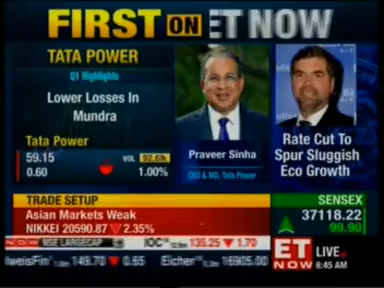 FIRST ON ET NOW
TATA POWER
Q1 Highlights
Lower Losses In
Mundra
Tata Power
59.15 VOL 92.6k
0.60 1.00%
Praveer Sinha
CEO & MD, Tata Power
Rate Cut To
Spur Sluggish
Eco Growth
TRADE SETUP
Asian Markets Weak
NIKKEI 20590.87 2.35%
SENSEX
37118.22
99.90
NOW NSE LARGECAP IOC 135.25 1.70
lweisFin 149.70 0.65 Eicher 16905.00
ET
NOW
LIVE
8:45 AM